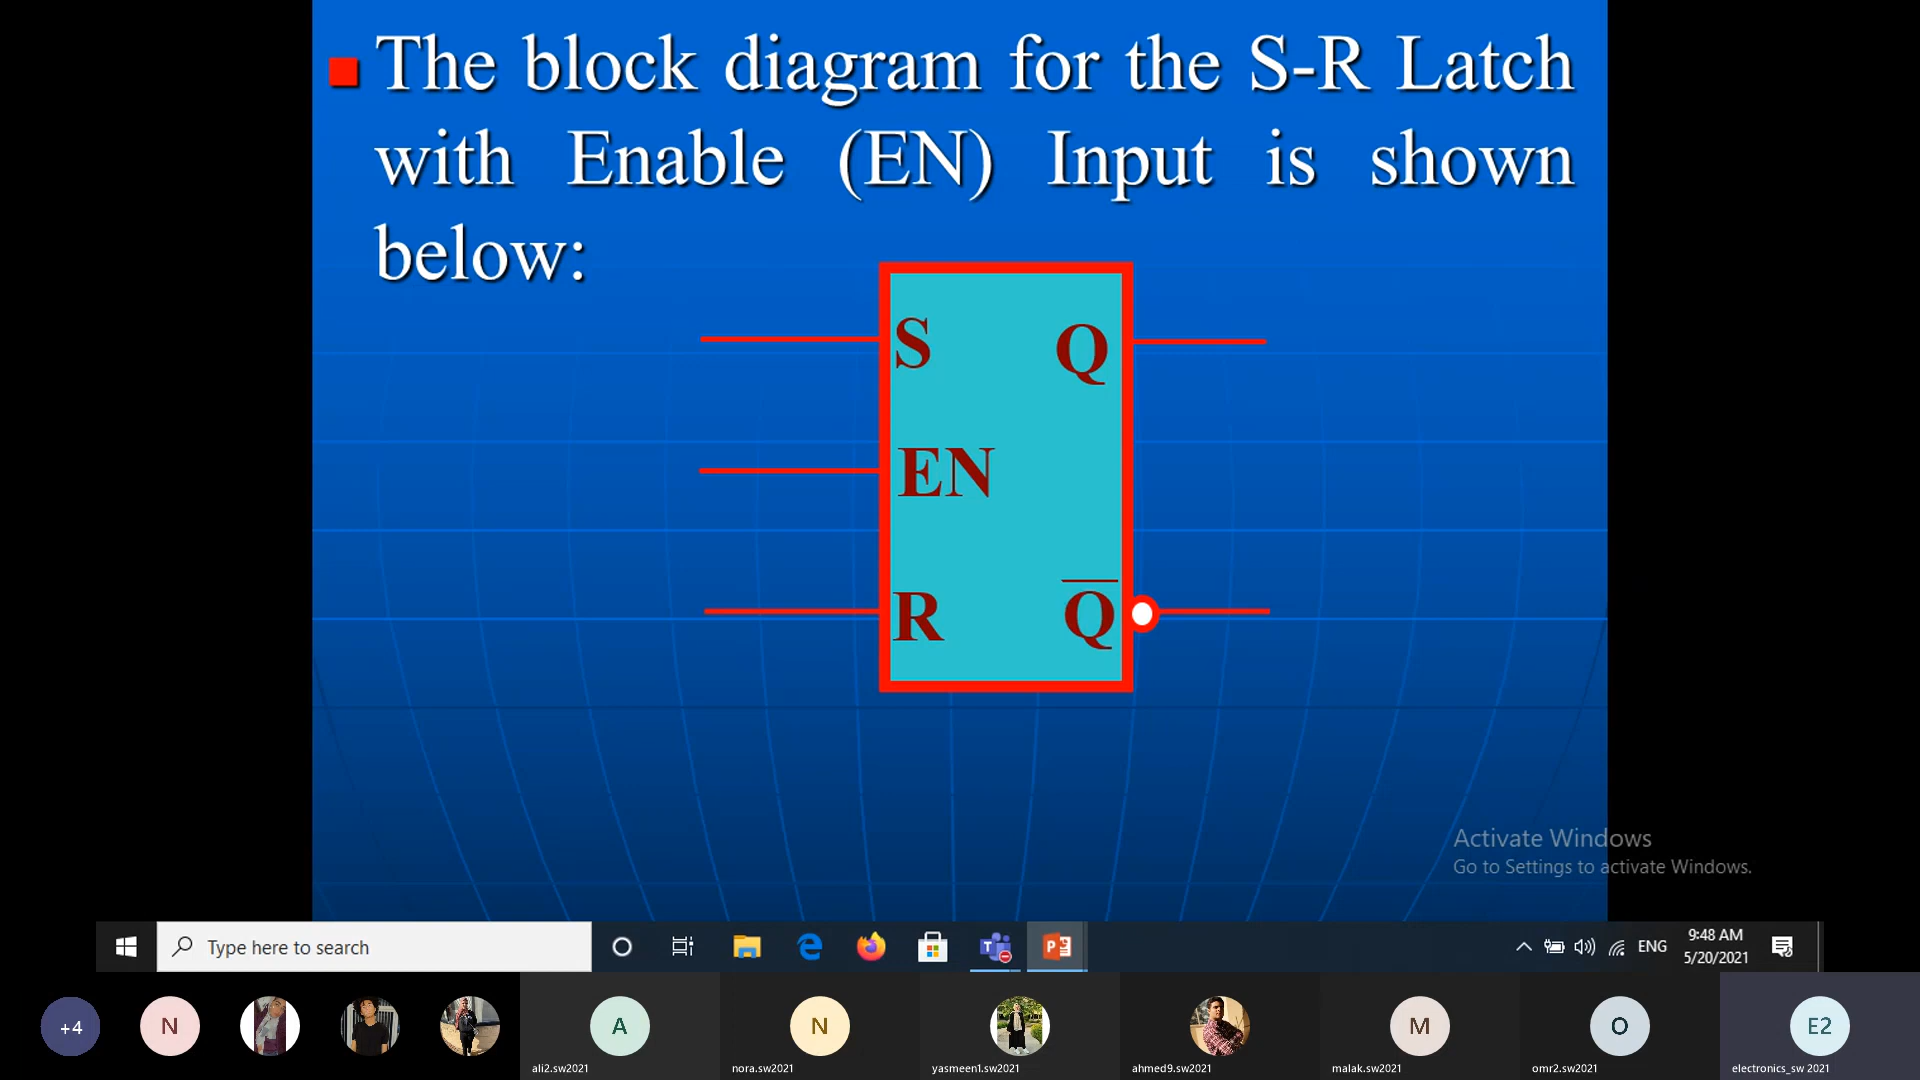 The block diagram for the S-R Latch
with Enable (EN) Input is shown
below:
S Q
EN
R Q̅
Activate Windows
Go to Settings to activate Windows.
Type here to search
ENG
9:48 AM
5/20/2021
+4
N
A
N
M
O
E2
ali2.sw2021
nora.sw2021
yasmeen1.sw2021
ahmed9.sw2021
malak.sw2021
omr2.sw2021
electronics_sw 2021